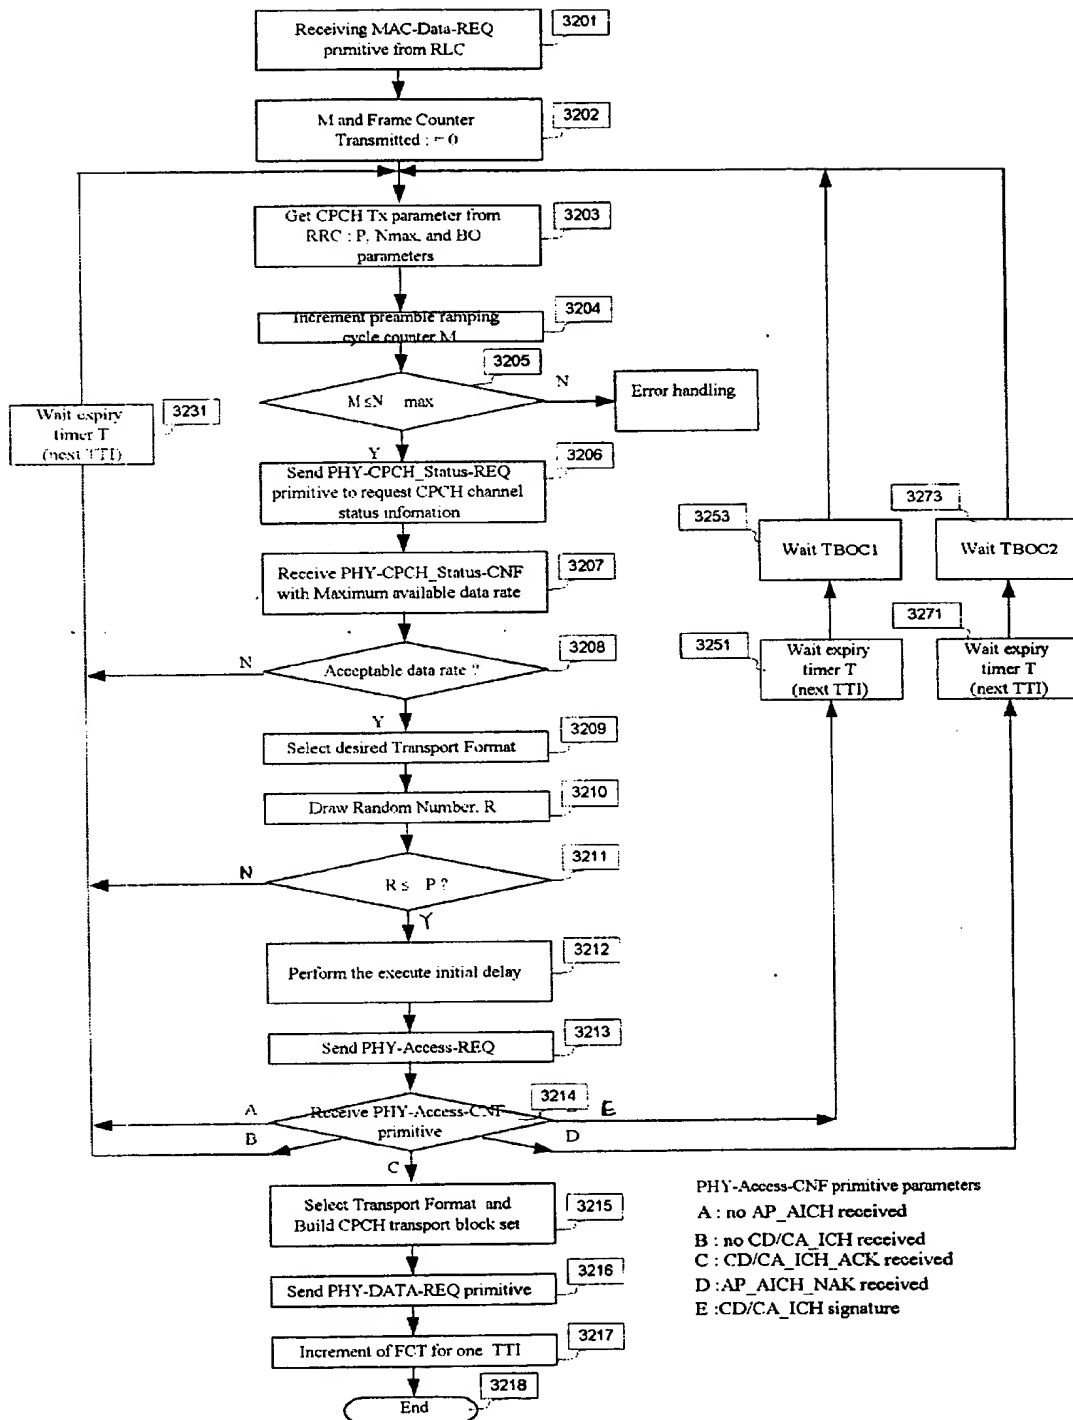 3201
Receiving MAC-Data-REQ
primitive from RLC
3202
M and Frame Counter
Transmitted : = 0
3203
Get CPCH Tx parameter from
RRC : P, Nmax, and BO
parameters
3204
Increment preamble ramping
cycle counter M
3205
M ≤N max
N
Error handling
Y
3231
Wait expiry
timer T
(next TTI)
3206
Send PHY-CPCH_Status-REQ
primitive to request CPCH channel
status infomation
3253
Wait TBOC1
3273
Wait TBOC2
3207
Receive PHY-CPCH_Status-CNF
with Maximum available data rate
3251
Wait expiry
timer T
(next TTI)
3271
Wait expiry
timer T
(next TTI)
3208
Acceptable data rate ?
N
Y
3209
Select desired Transport Format
3210
Draw Random Number, R
3211
R ≤ P ?
N
Y
3212
Perform the execute initial delay
3213
Send PHY-Access-REQ
3214
Receive PHY-Access-CNF
primitive
A
B
C
D
E
3215
Select Transport Format and
Build CPCH transport block set
3216
Send PHY-DATA-REQ primitive
3217
Increment of FCT for one TTI
3218
End
PHY-Access-CNF primitive parameters
A : no AP_AICH received
B : no CD/CA_ICH received
C : CD/CA_ICH_ACK received
D :AP_AICH_NAK received
E :CD/CA_ICH signature